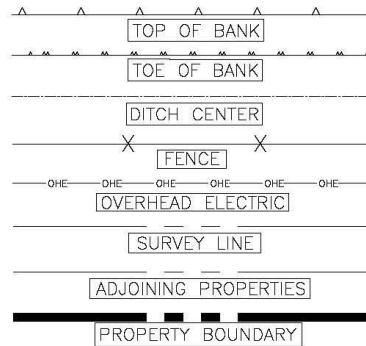 TOP OF BANK
TOE OF BANK
DITCH CENTER
FENCE
OHE OHE OHE OHE OHE OHE
OVERHEAD ELECTRIC
SURVEY LINE
ADJOINING PROPERTIES
PROPERTY BOUNDARY